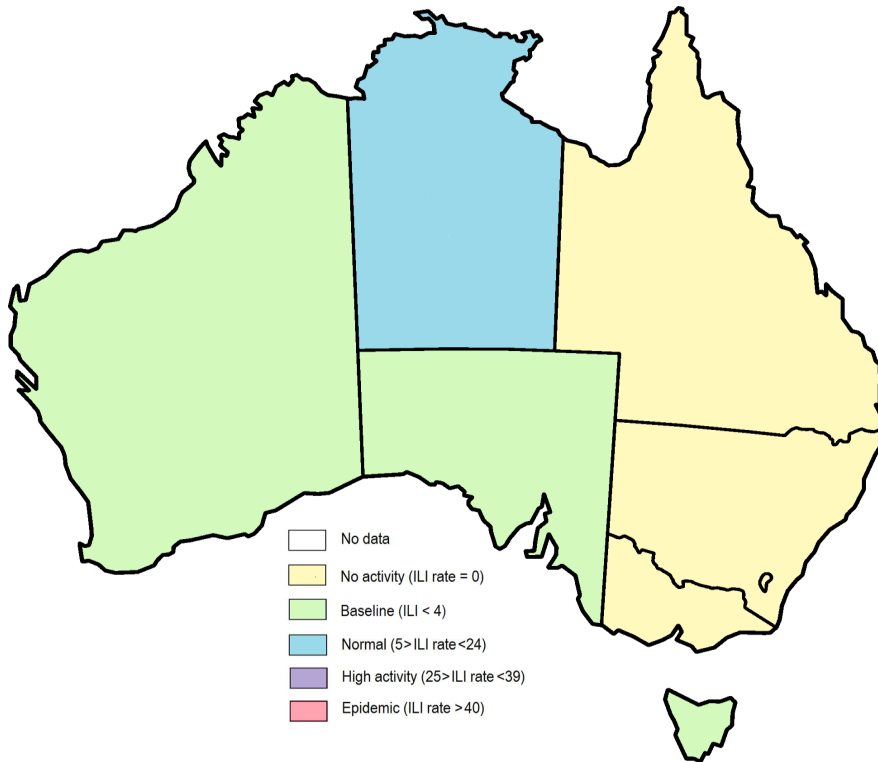 No data
No activity (ILI rate = 0)
Baseline (ILI < 4)
Normal (5>ILI rate<24)
High activity (25>ILI rate<39)
Epidemic (ILI rate >40)